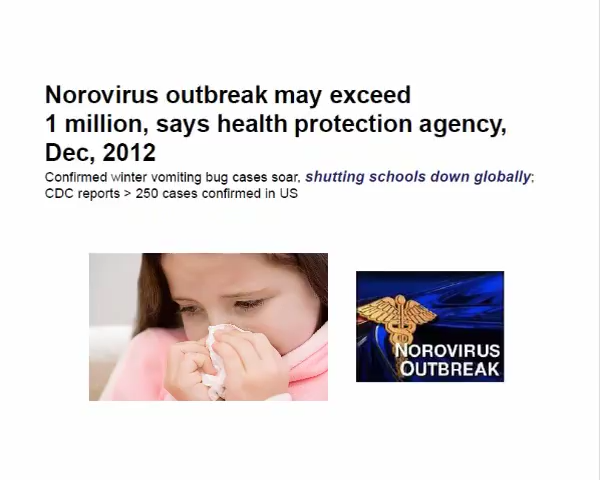 Norovirus outbreak may exceed
1 million, says health protection agency,
Dec, 2012
Confirmed winter vomiting bug cases soar, shutting schools down globally;
CDC reports > 250 cases confirmed in US
NOROVIRUS
OUTBREAK